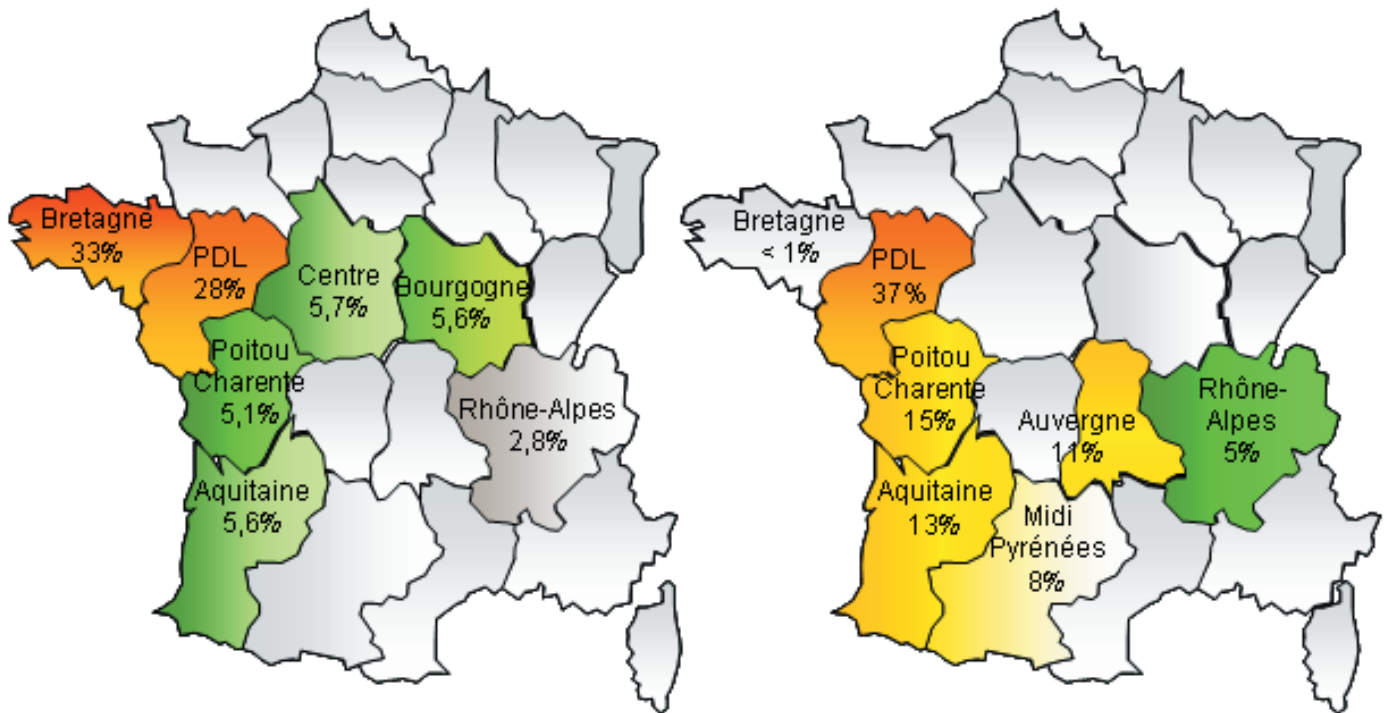 Bretagne
33%
PDL
28%
Centre
5,7%
Bourgogne
5,6%
Poitou
Charente
5,1%
Rhône-Alpes
2,8%
Aquitaine
5,6%
Bretagne
< 1%
PDL
37%
Poitou
Charente
15%
Auvergne
11%
Rhône-
Alpes
5%
Aquitaine
13%
Midi
Pyrénées
8%